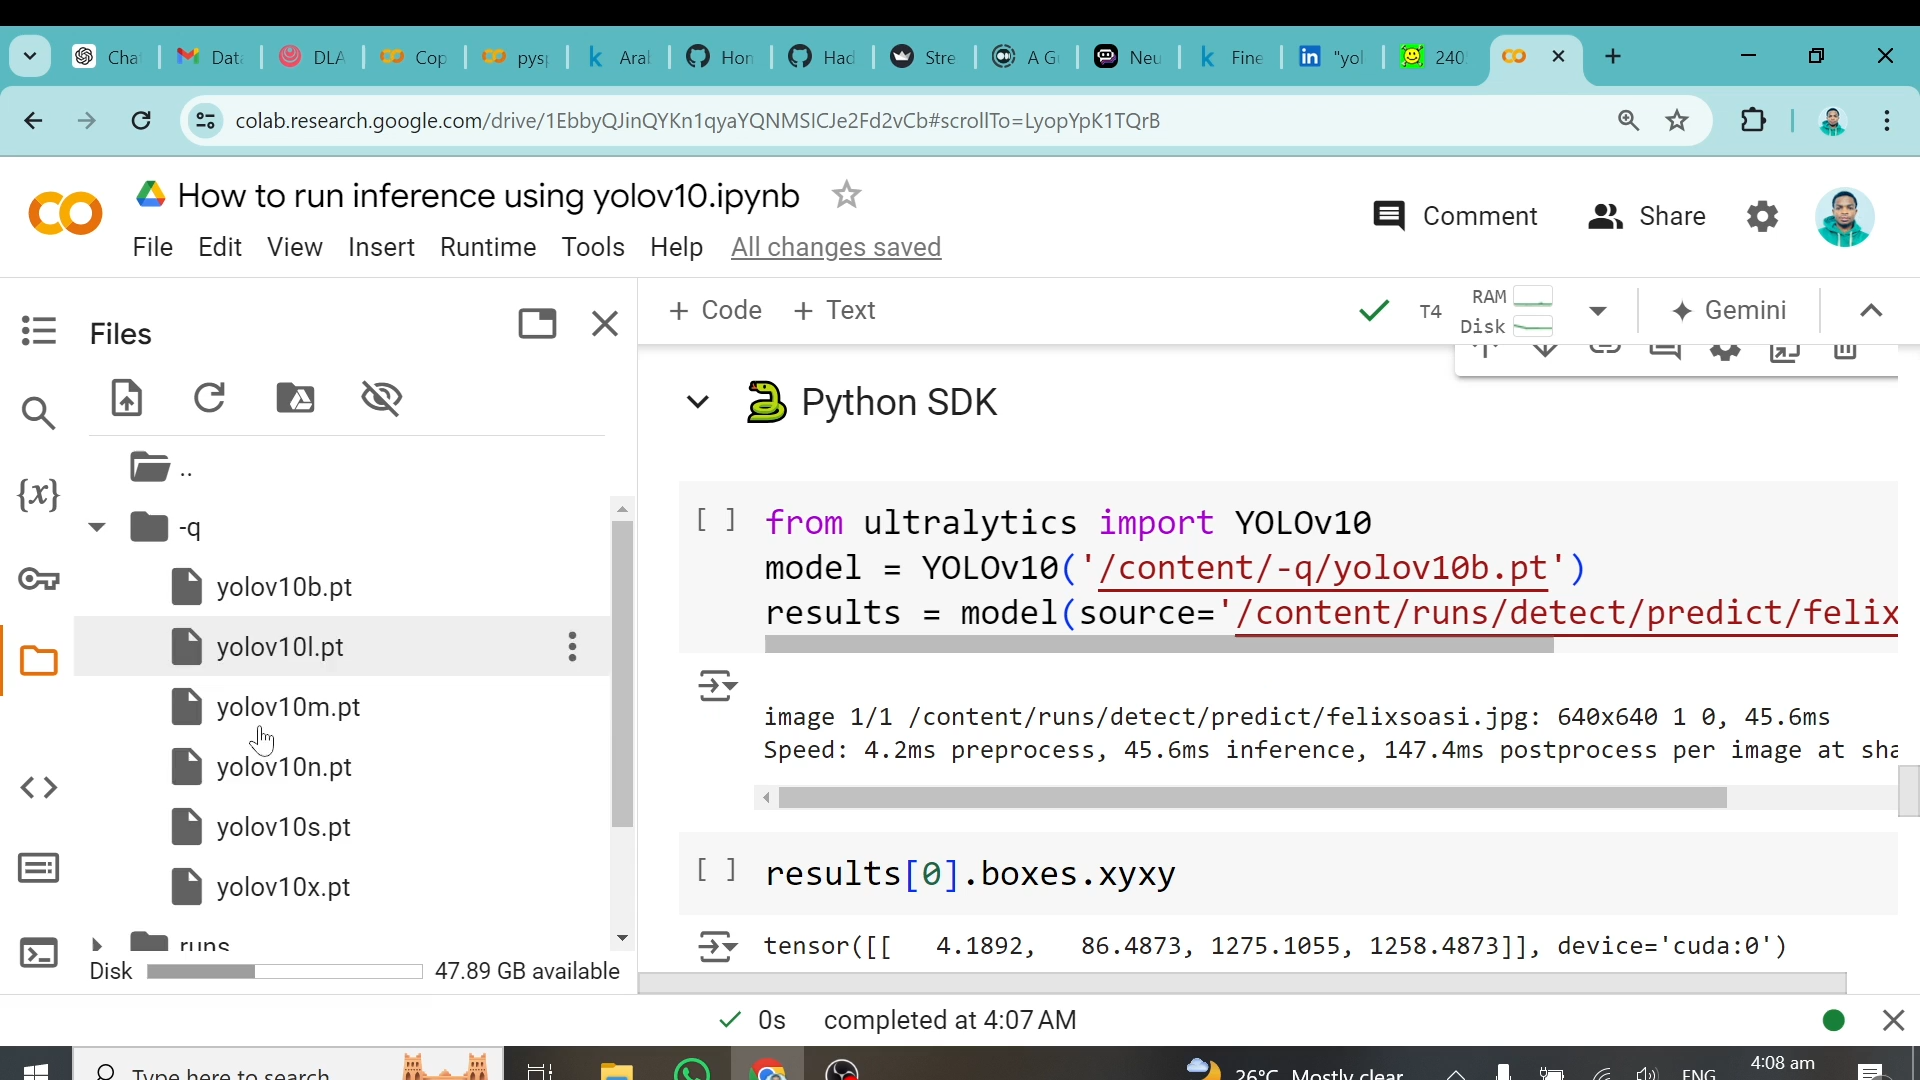 Cha
Data
DLA
Cop
pysp
Aral
Hon
Had
Stre
A Gu
Neu
Fine
"yol
240
colab.research.google.com/drive/1EbbyQJinQYKn1qyaYQNMSICJe2Fd2vCb#scrollTo=LyopYpK1TQrB
How to run inference using yolov10.ipynb
File Edit View Insert Runtime Tools Help All changes saved
Comment
Share
Files
+ Code + Text
T4
RAM
Disk
Gemini
..
-q
yolov10b.pt
yolov10l.pt
yolov10m.pt
yolov10n.pt
yolov10s.pt
yolov10x.pt
runs
Disk 47.89 GB available
{x}
Python SDK
[ ] from ultralytics import YOLOv10
model = YOLOv10('/content/-q/yolov10b.pt')
results = model(source='/content/runs/detect/predict/felix
image 1/1 /content/runs/detect/predict/felixsoasi.jpg: 640x640 1 0, 45.6ms
Speed: 4.2ms preprocess, 45.6ms inference, 147.4ms postprocess per image at sha
[ ] results[0].boxes.xyxy
tensor([[ 4.1892, 86.4873, 1275.1055, 1258.4873]], device='cuda:0')
0s completed at 4:07 AM
Type here to search
26°C Mostly clear
ENG
4:08 am